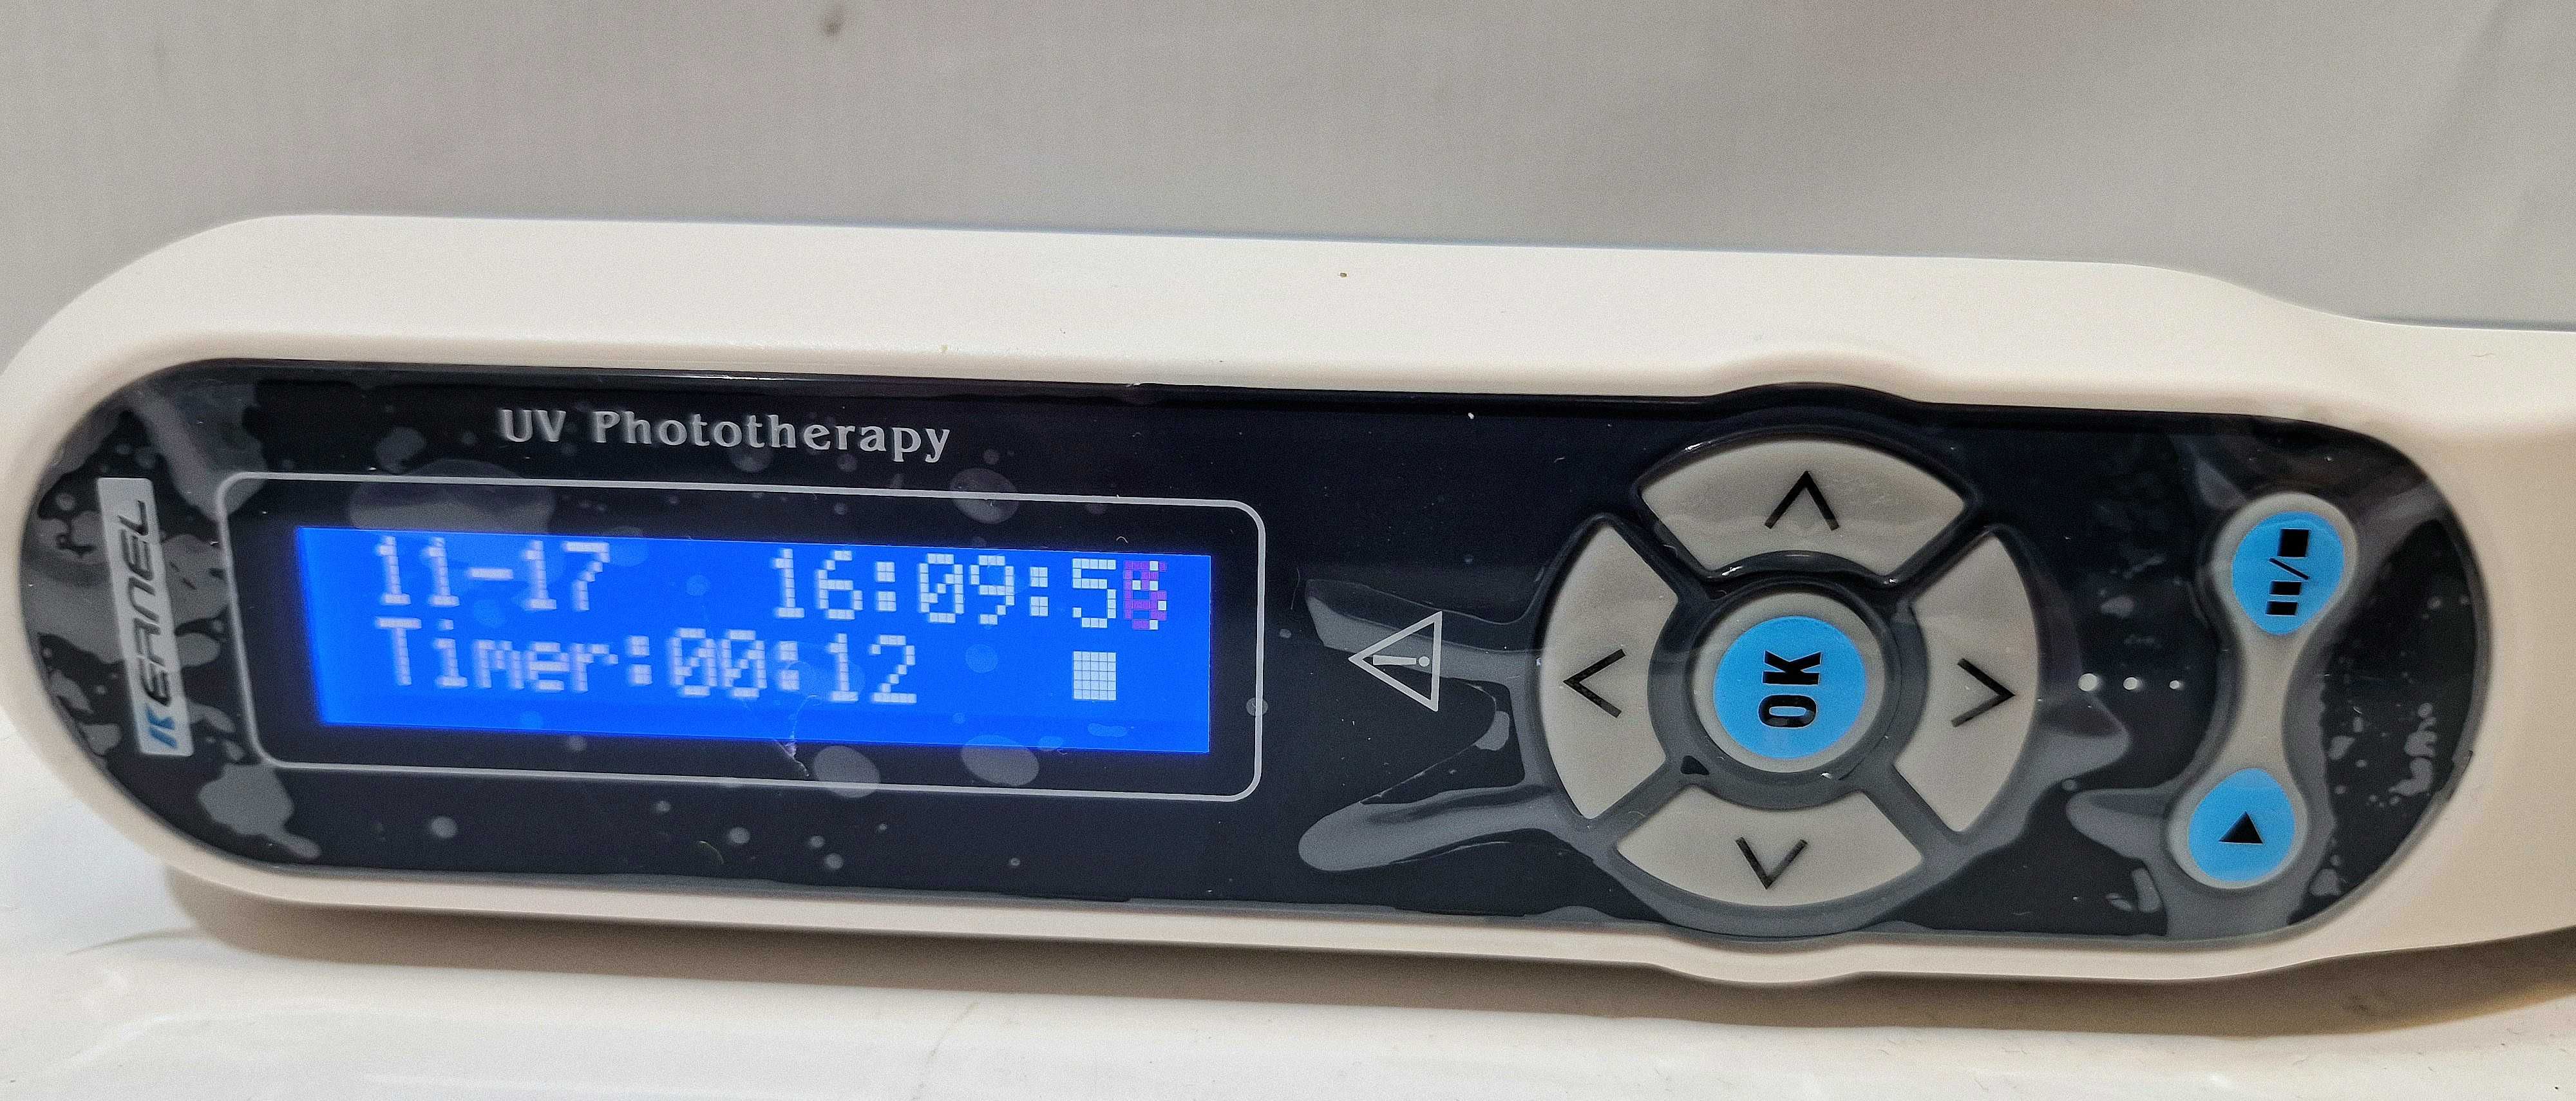 UV Phototherapy
KERNEL
11-17 16:09:5
Timer:00:12
OK